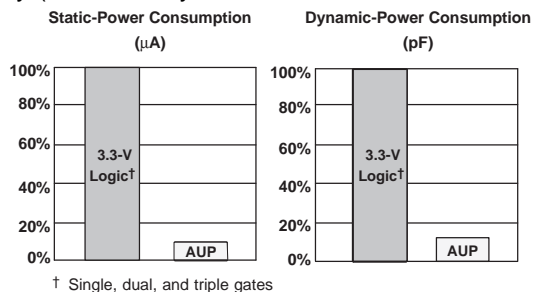 Static-Power Consumption
(μA)
100%
80%
60%
40%
20%
0%
3.3-V
Logic†
AUP
Dynamic-Power Consumption
(pF)
100%
80%
60%
40%
20%
0%
3.3-V
Logic†
AUP
† Single, dual, and triple gates